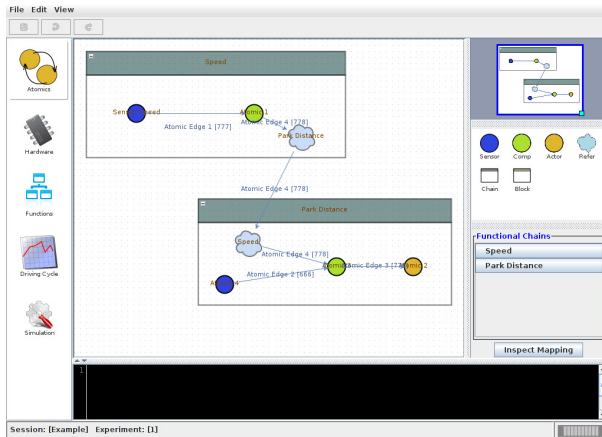 File Edit View
Atomics
Hardware
Functions
Driving Cycle
Simulation
Speed
Atomic 1
Atomic Edge 1 [777]
Atomic Edge 4 [778]
Park Distance
Atomic Edge 4 [778]
Park Distance
Speed
Atomic Edge 4 [778]
Atomic Edge 3
Atomic Edge 2 [666]
Sensor Comp Actor Refer
Chain Block
Functional Chains
Speed
Park Distance
Inspect Mapping
1
Session: [Example] Experiment: [1]